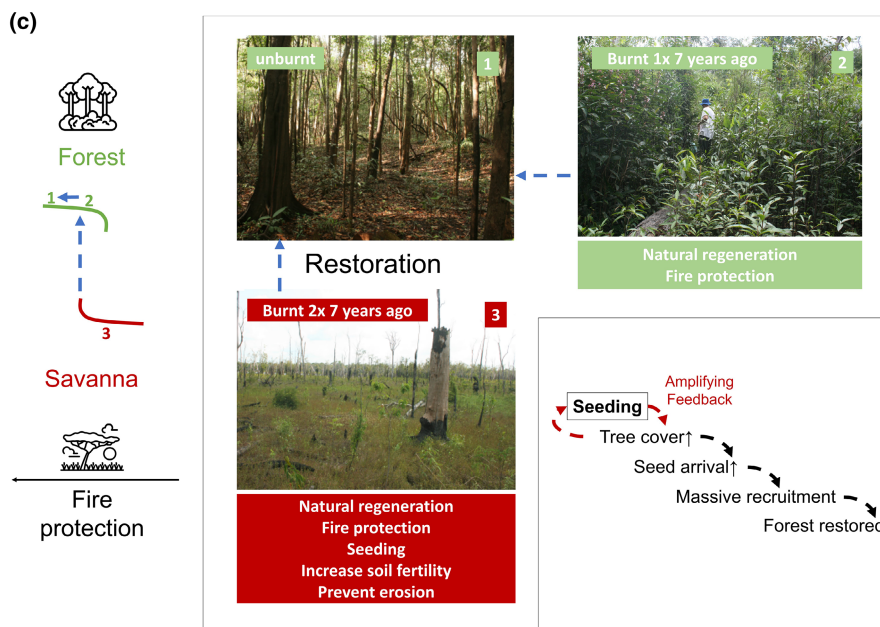 (c)
Forest
1
2
3
Savanna
Fire
protection
unburnt
1
Burnt 1x 7 years ago
2
Natural regeneration
Fire protection
Restoration
Burnt 2x 7 years ago
3
Natural regeneration
Fire protection
Seeding
Increase soil fertility
Prevent erosion
Amplifying
Feedback
Seeding
Tree cover↑
Seed arrival↑
Massive recruitment
Forest restored